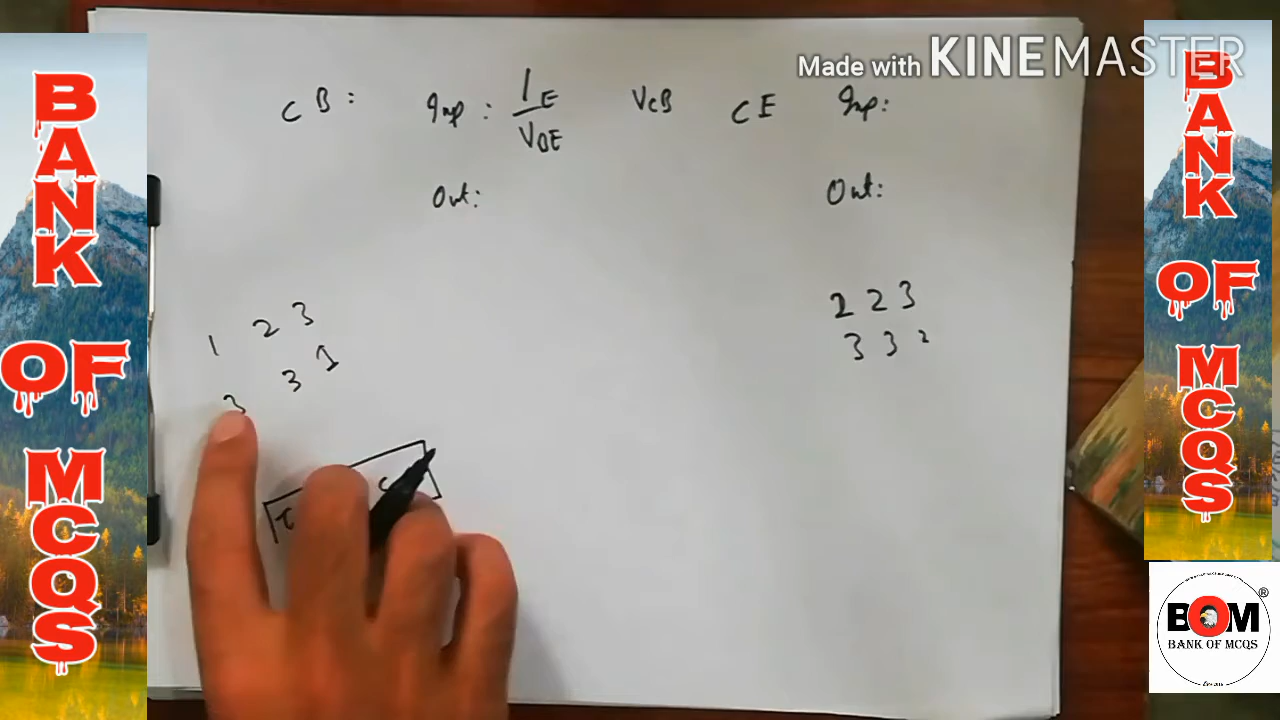 Made with KINEMASTER
CB: Inp: IE/VBE VCB CE Inp:
Out: Out:
1 2 3
3 3 1
2 2 3
3 3 2
C
BANK OF MCQS
BANK OF MCQS
BOM®
BANK OF MCQS